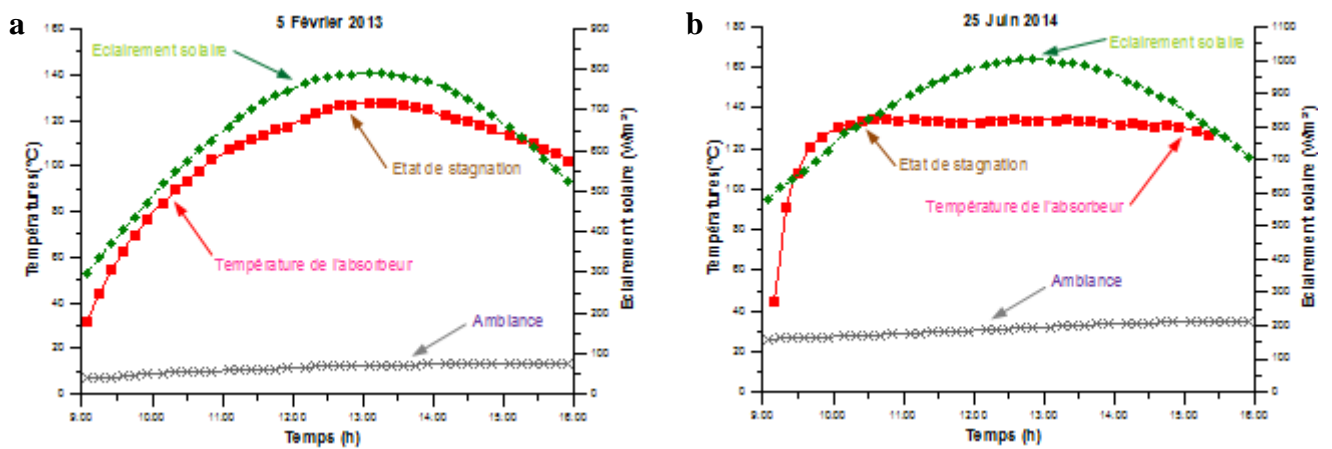 a
5 Février 2013
Températures(°C)
160
140
120
100
80
60
40
20
0
Eclairement solaire
Etat de stagnation
Température de l'absorbeur
Ambiance
900
800
700
600
500
400
300
200
100
0
Eclairement solaire (W/m²)
9.00 10.00 11.00 12.00 13.00 14.00 15.00 16.00
Temps (h)
b
25 Juin 2014
Températures(°C)
180
160
140
120
100
80
60
40
20
0
Eclairement solaire
Etat de stagnation
Température de l'absorbeur
Ambiance
1100
1000
900
800
700
600
500
400
300
200
100
0
Eclairement solaire (W/m²)
9.00 10.00 11.00 12.00 13.00 14.00 15.00 16.00
Temps (h)